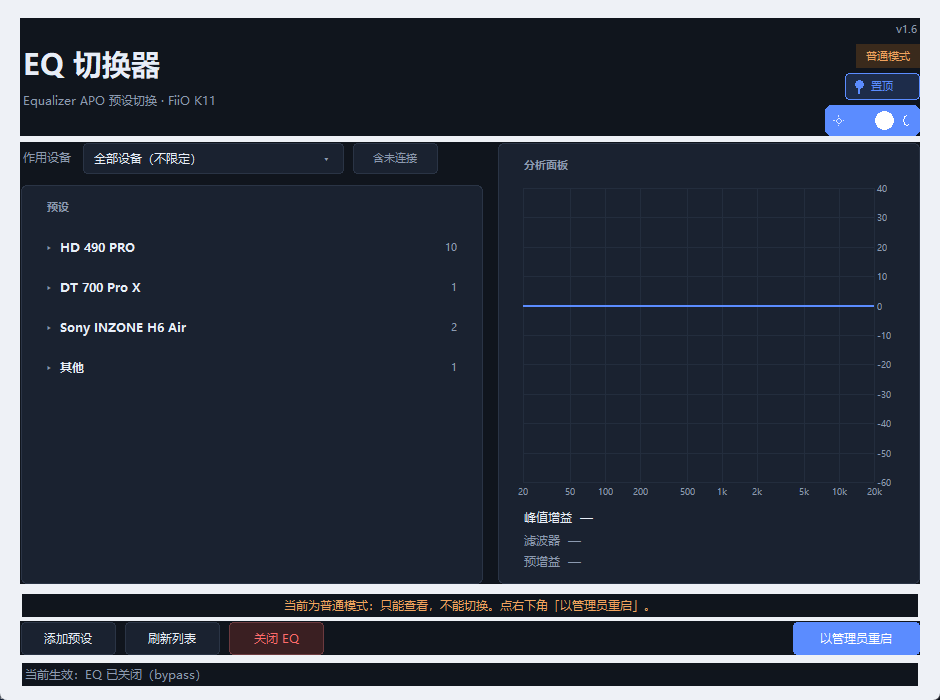 v1.6
EQ 切换器
普通模式
置顶
Equalizer APO 预设切换 · FiiO K11
作用设备
全部设备（不限定）
含未连接
分析面板
预设
HD 490 PRO 10
DT 700 Pro X 1
Sony INZONE H6 Air 2
其他 1
40
30
20
10
0
-10
-20
-30
-40
-50
-60
20 50 100 200 500 1k 2k 5k 10k 20k
峰值增益 —
滤波器 —
预增益 —
当前为普通模式：只能查看，不能切换。点右下角「以管理员重启」。
添加预设
刷新列表
关闭 EQ
以管理员重启
当前生效：EQ 已关闭（bypass）